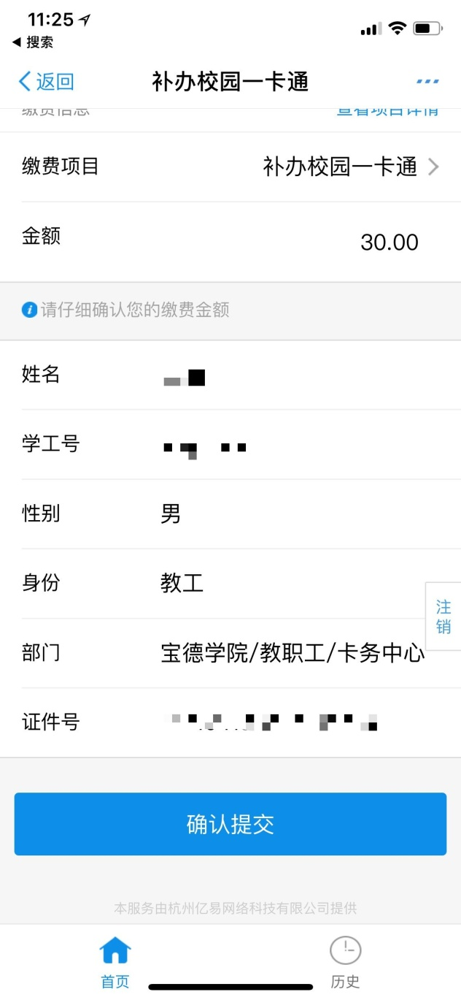 11:25
搜索
返回
补办校园一卡通
缴费信息
查看项目详情
缴费项目
补办校园一卡通
金额
30.00
请仔细确认您的缴费金额
姓名
学工号
性别
男
身份
教工
注销
部门
宝德学院/教职工/卡务中心
证件号
确认提交
本服务由杭州亿易网络科技有限公司提供
首页
历史